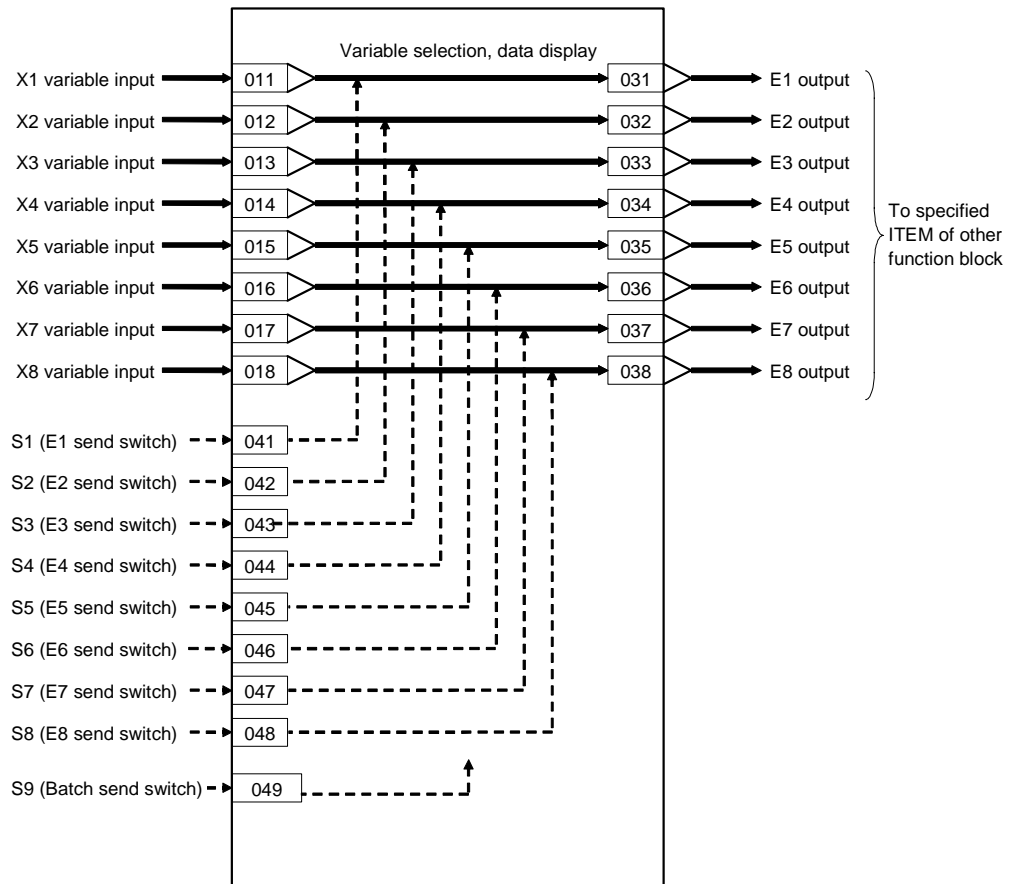 Variable selection, data display
X1 variable input 011 031 E1 output
X2 variable input 012 032 E2 output
X3 variable input 013 033 E3 output
X4 variable input 014 034 E4 output
X5 variable input 015 035 E5 output
X6 variable input 016 036 E6 output
X7 variable input 017 037 E7 output
X8 variable input 018 038 E8 output
To specified
ITEM of other
function block
S1 (E1 send switch) 041
S2 (E2 send switch) 042
S3 (E3 send switch) 043
S4 (E4 send switch) 044
S5 (E5 send switch) 045
S6 (E6 send switch) 046
S7 (E7 send switch) 047
S8 (E8 send switch) 048
S9 (Batch send switch) 049